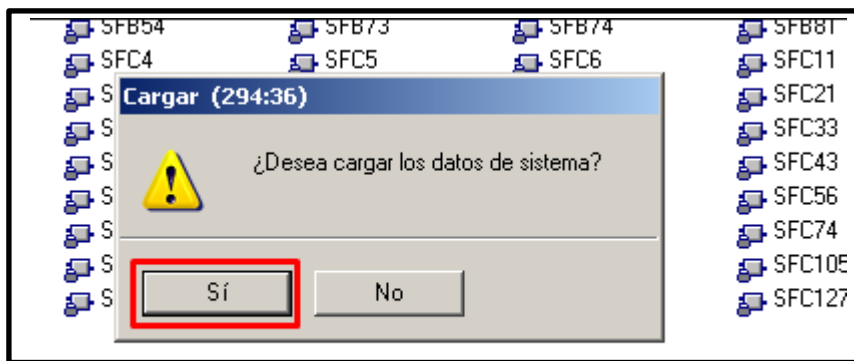 SFB54 SFB73 SFB74 SFB81
SFC4 SFC5 SFC6 SFC11
S Cargar (294:36) SFC21
S SFC33
S ¿Desea cargar los datos de sistema? SFC43
S SFC56
S SFC74
S SFC105
S Sí No SFC127